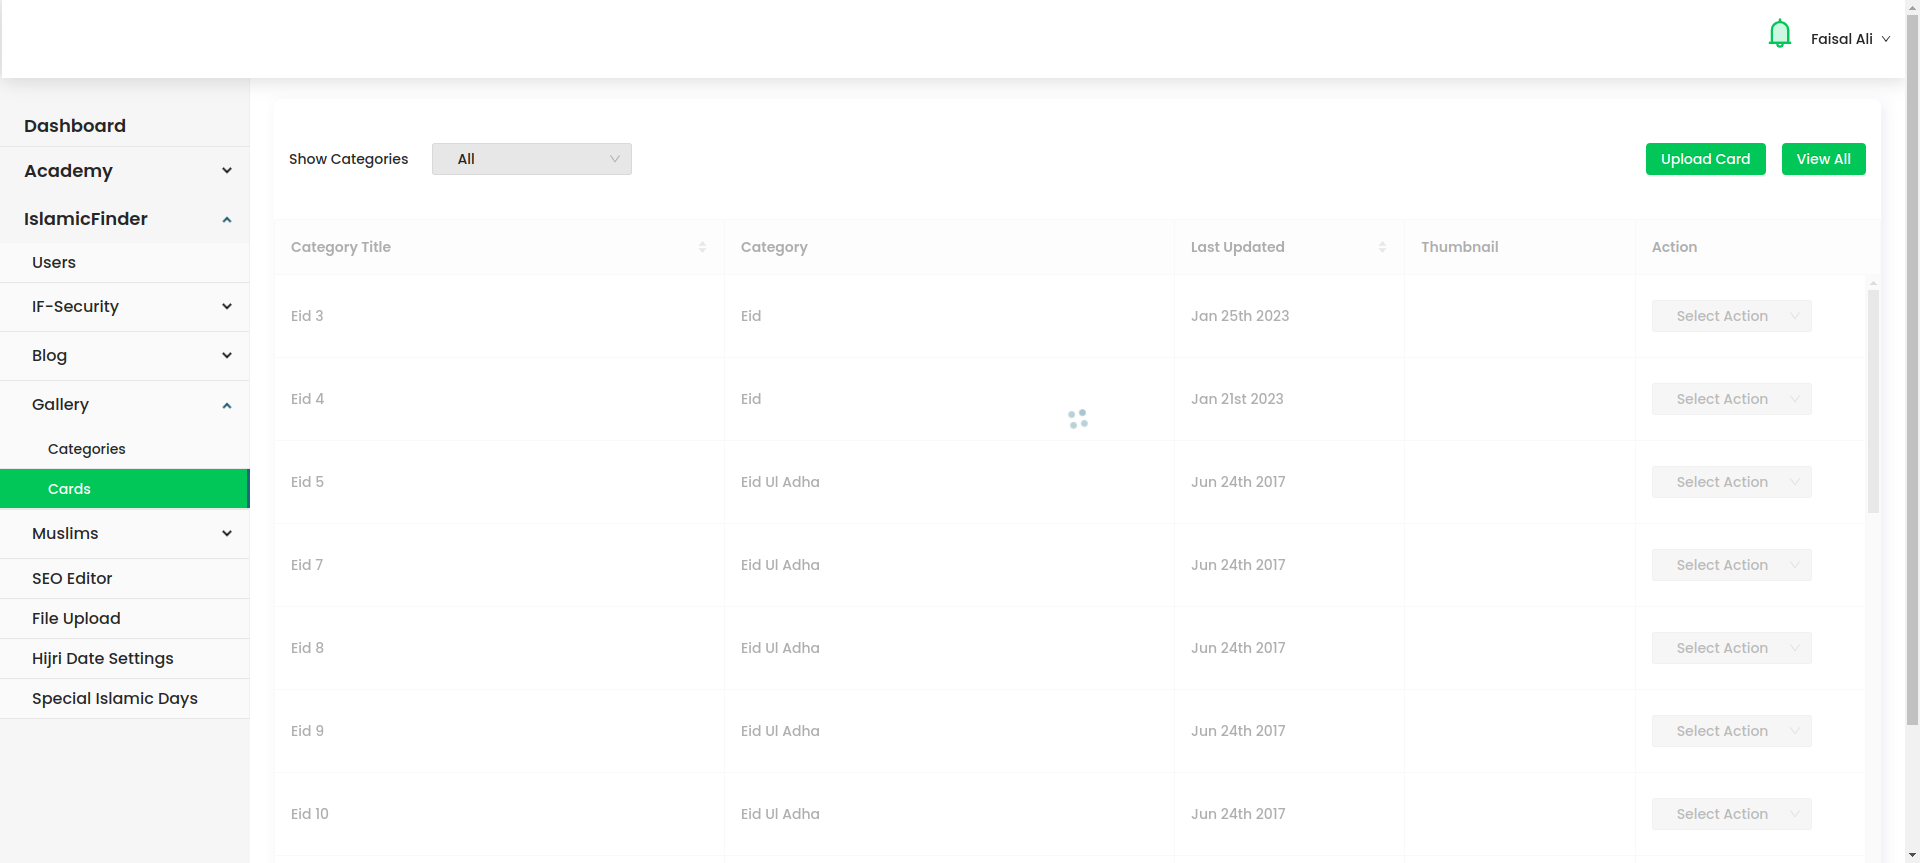 Faisal Ali
Dashboard
Academy
IslamicFinder
Users
IF-Security
Blog
Gallery
Categories
Cards
Muslims
SEO Editor
File Upload
Hijri Date Settings
Special Islamic Days
Show Categories All Upload Card View All
Category Title Category Last Updated Thumbnail Action
Eid 3 Eid Jan 25th 2023 Select Action
Eid 4 Eid Jan 21st 2023 Select Action
Eid 5 Eid Ul Adha Jun 24th 2017 Select Action
Eid 7 Eid Ul Adha Jun 24th 2017 Select Action
Eid 8 Eid Ul Adha Jun 24th 2017 Select Action
Eid 9 Eid Ul Adha Jun 24th 2017 Select Action
Eid 10 Eid Ul Adha Jun 24th 2017 Select Action